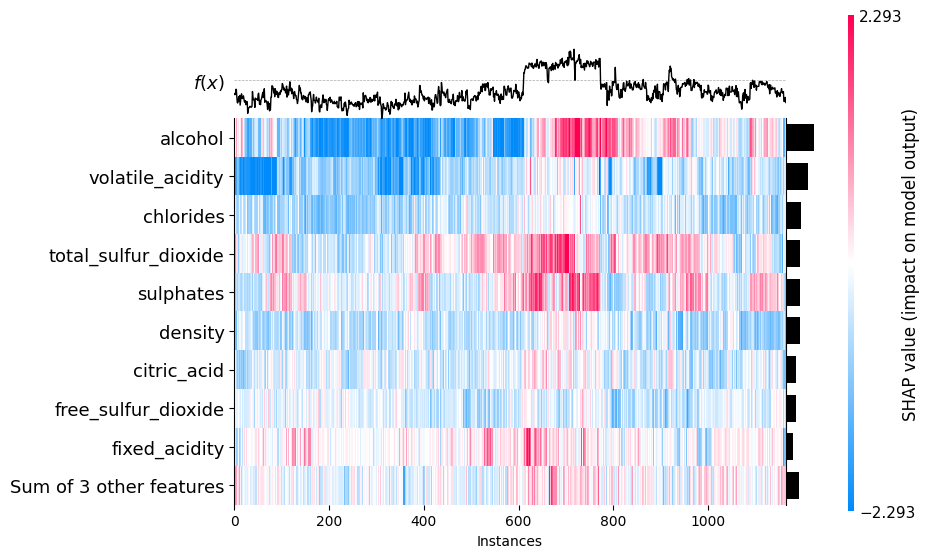 2.293
f(x)
alcohol
volatile_acidity
chlorides
total_sulfur_dioxide
sulphates
density
citric_acid
free_sulfur_dioxide
fixed_acidity
Sum of 3 other features
0 200 400 600 800 1000
Instances
SHAP value (impact on model output)
−2.293